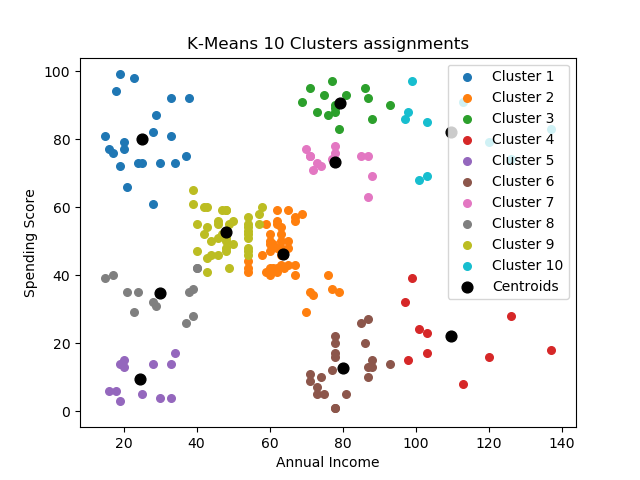 K-Means 10 Clusters assignments
100
80
60
40
20
0
Spending Score
20
40
60
80
100
120
140
Annual Income
Cluster 1
Cluster 2
Cluster 3
Cluster 4
Cluster 5
Cluster 6
Cluster 7
Cluster 8
Cluster 9
Cluster 10
Centroids